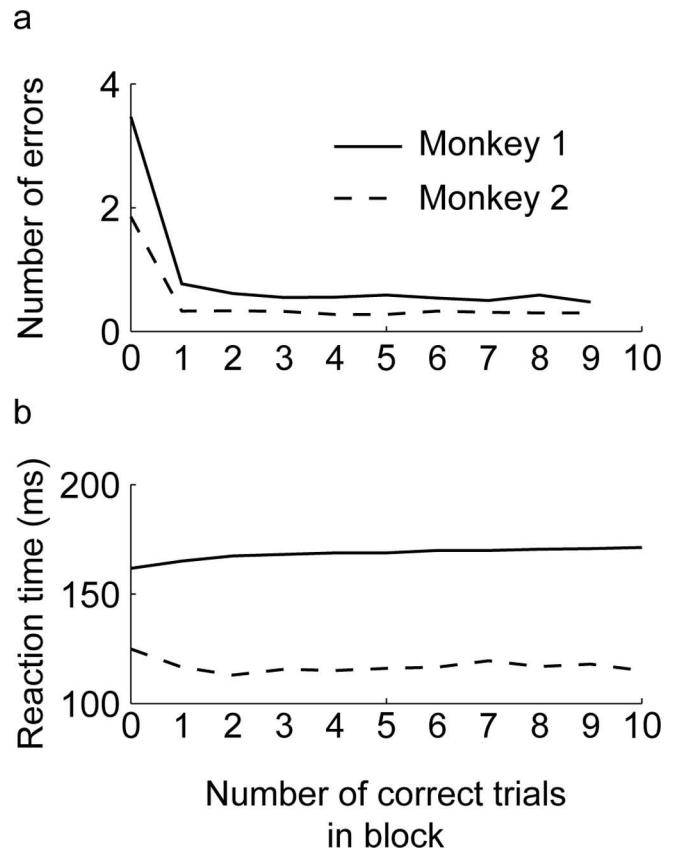 a
Number of errors
4
2
0
Monkey 1
Monkey 2
0 1 2 3 4 5 6 7 8 9 10
b
Reaction time (ms)
200
150
100
0 1 2 3 4 5 6 7 8 9 10
Number of correct trials
in block